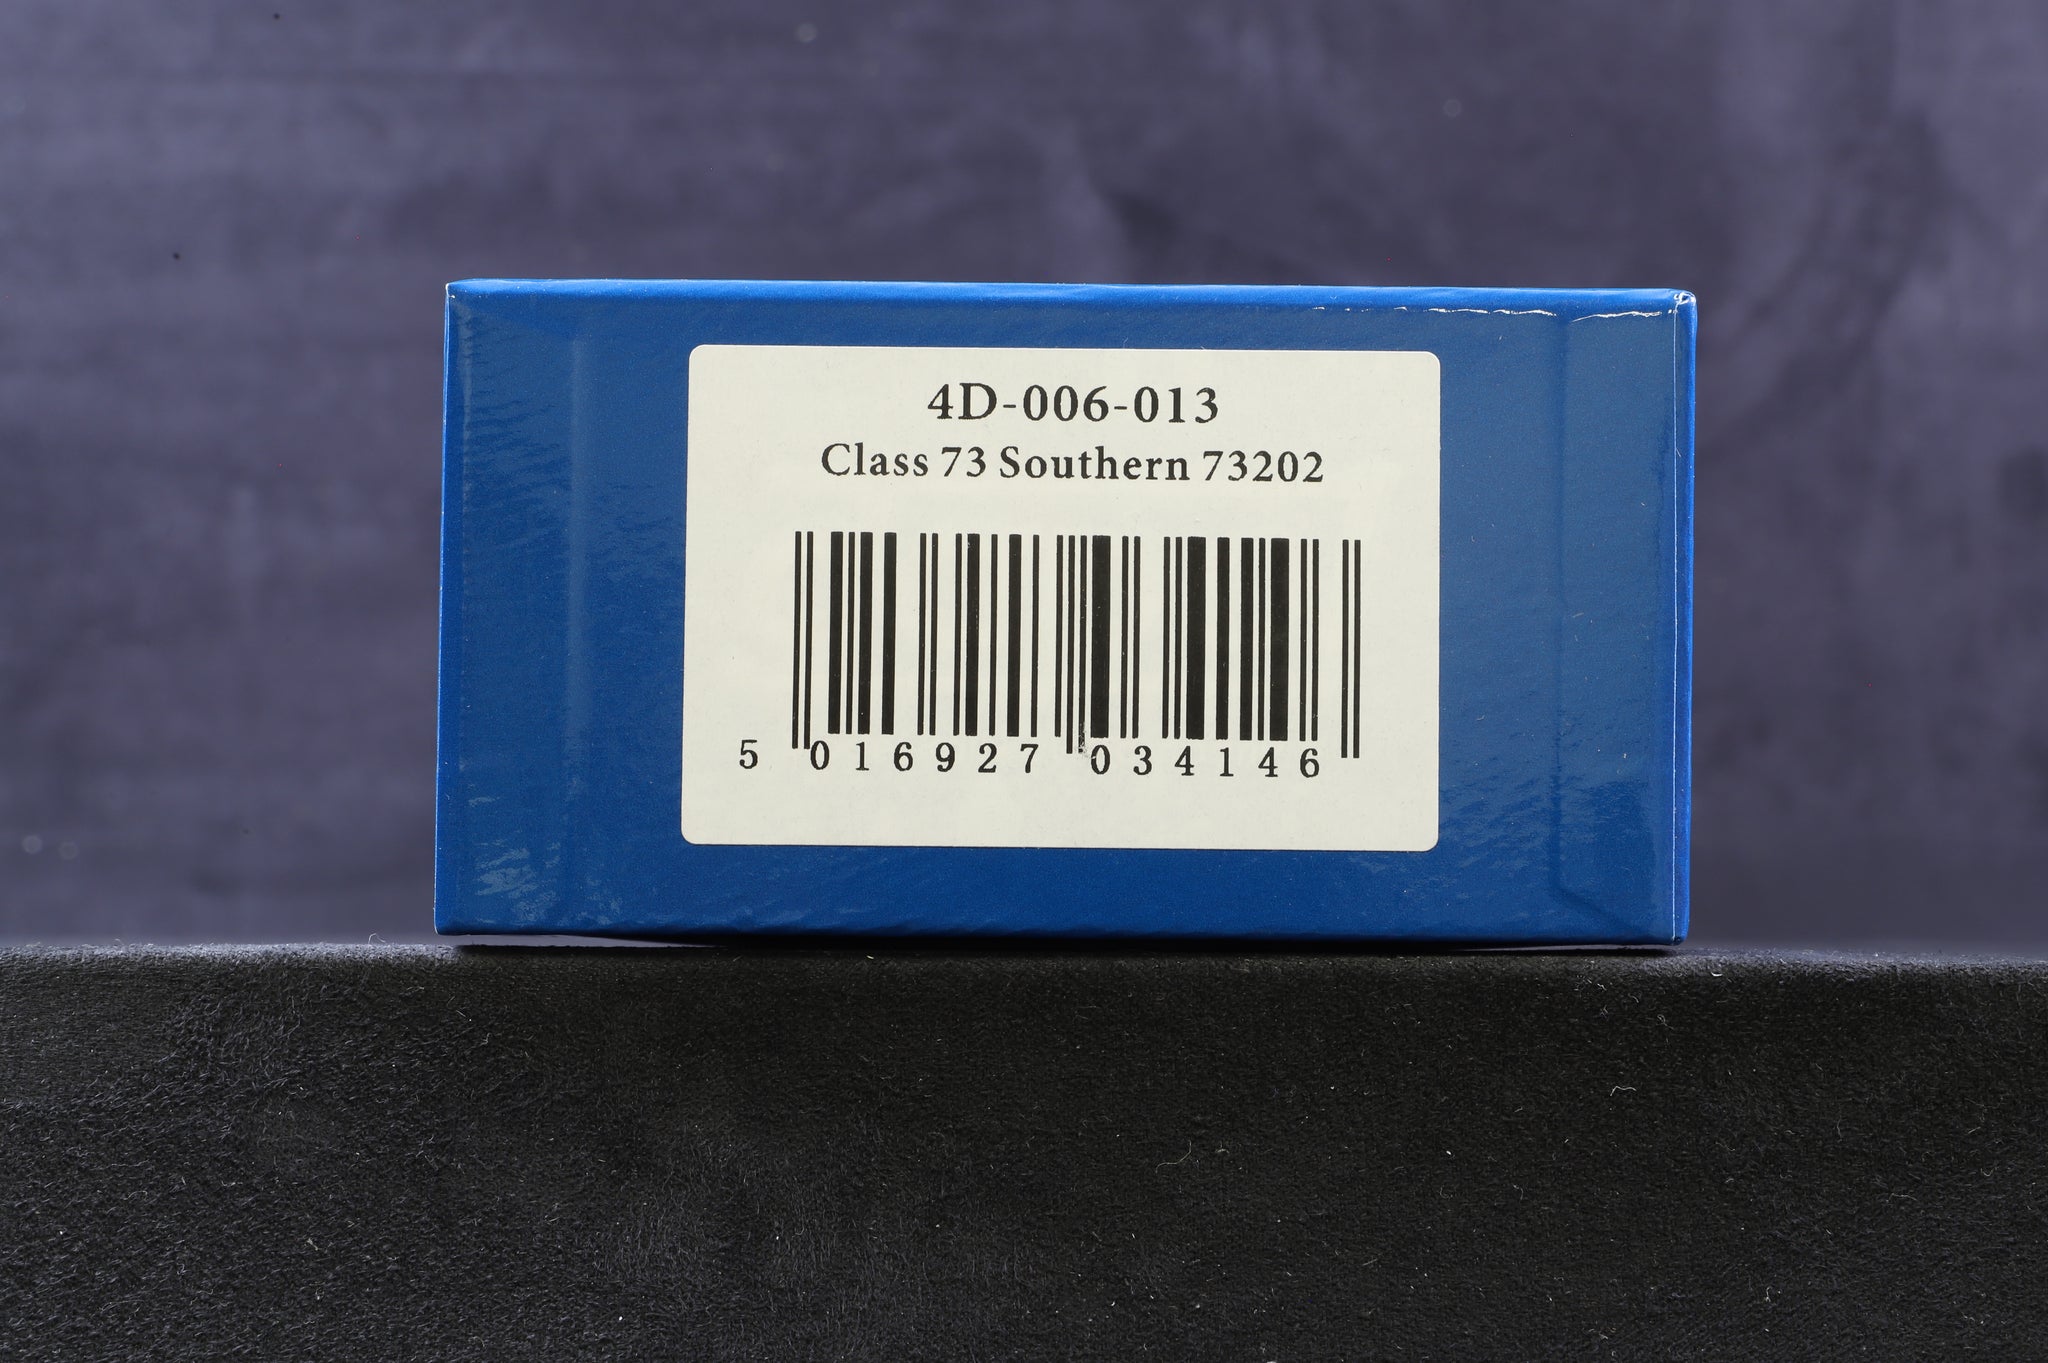 4D-006-013
Class 73 Southern 73202
5 016927 034146